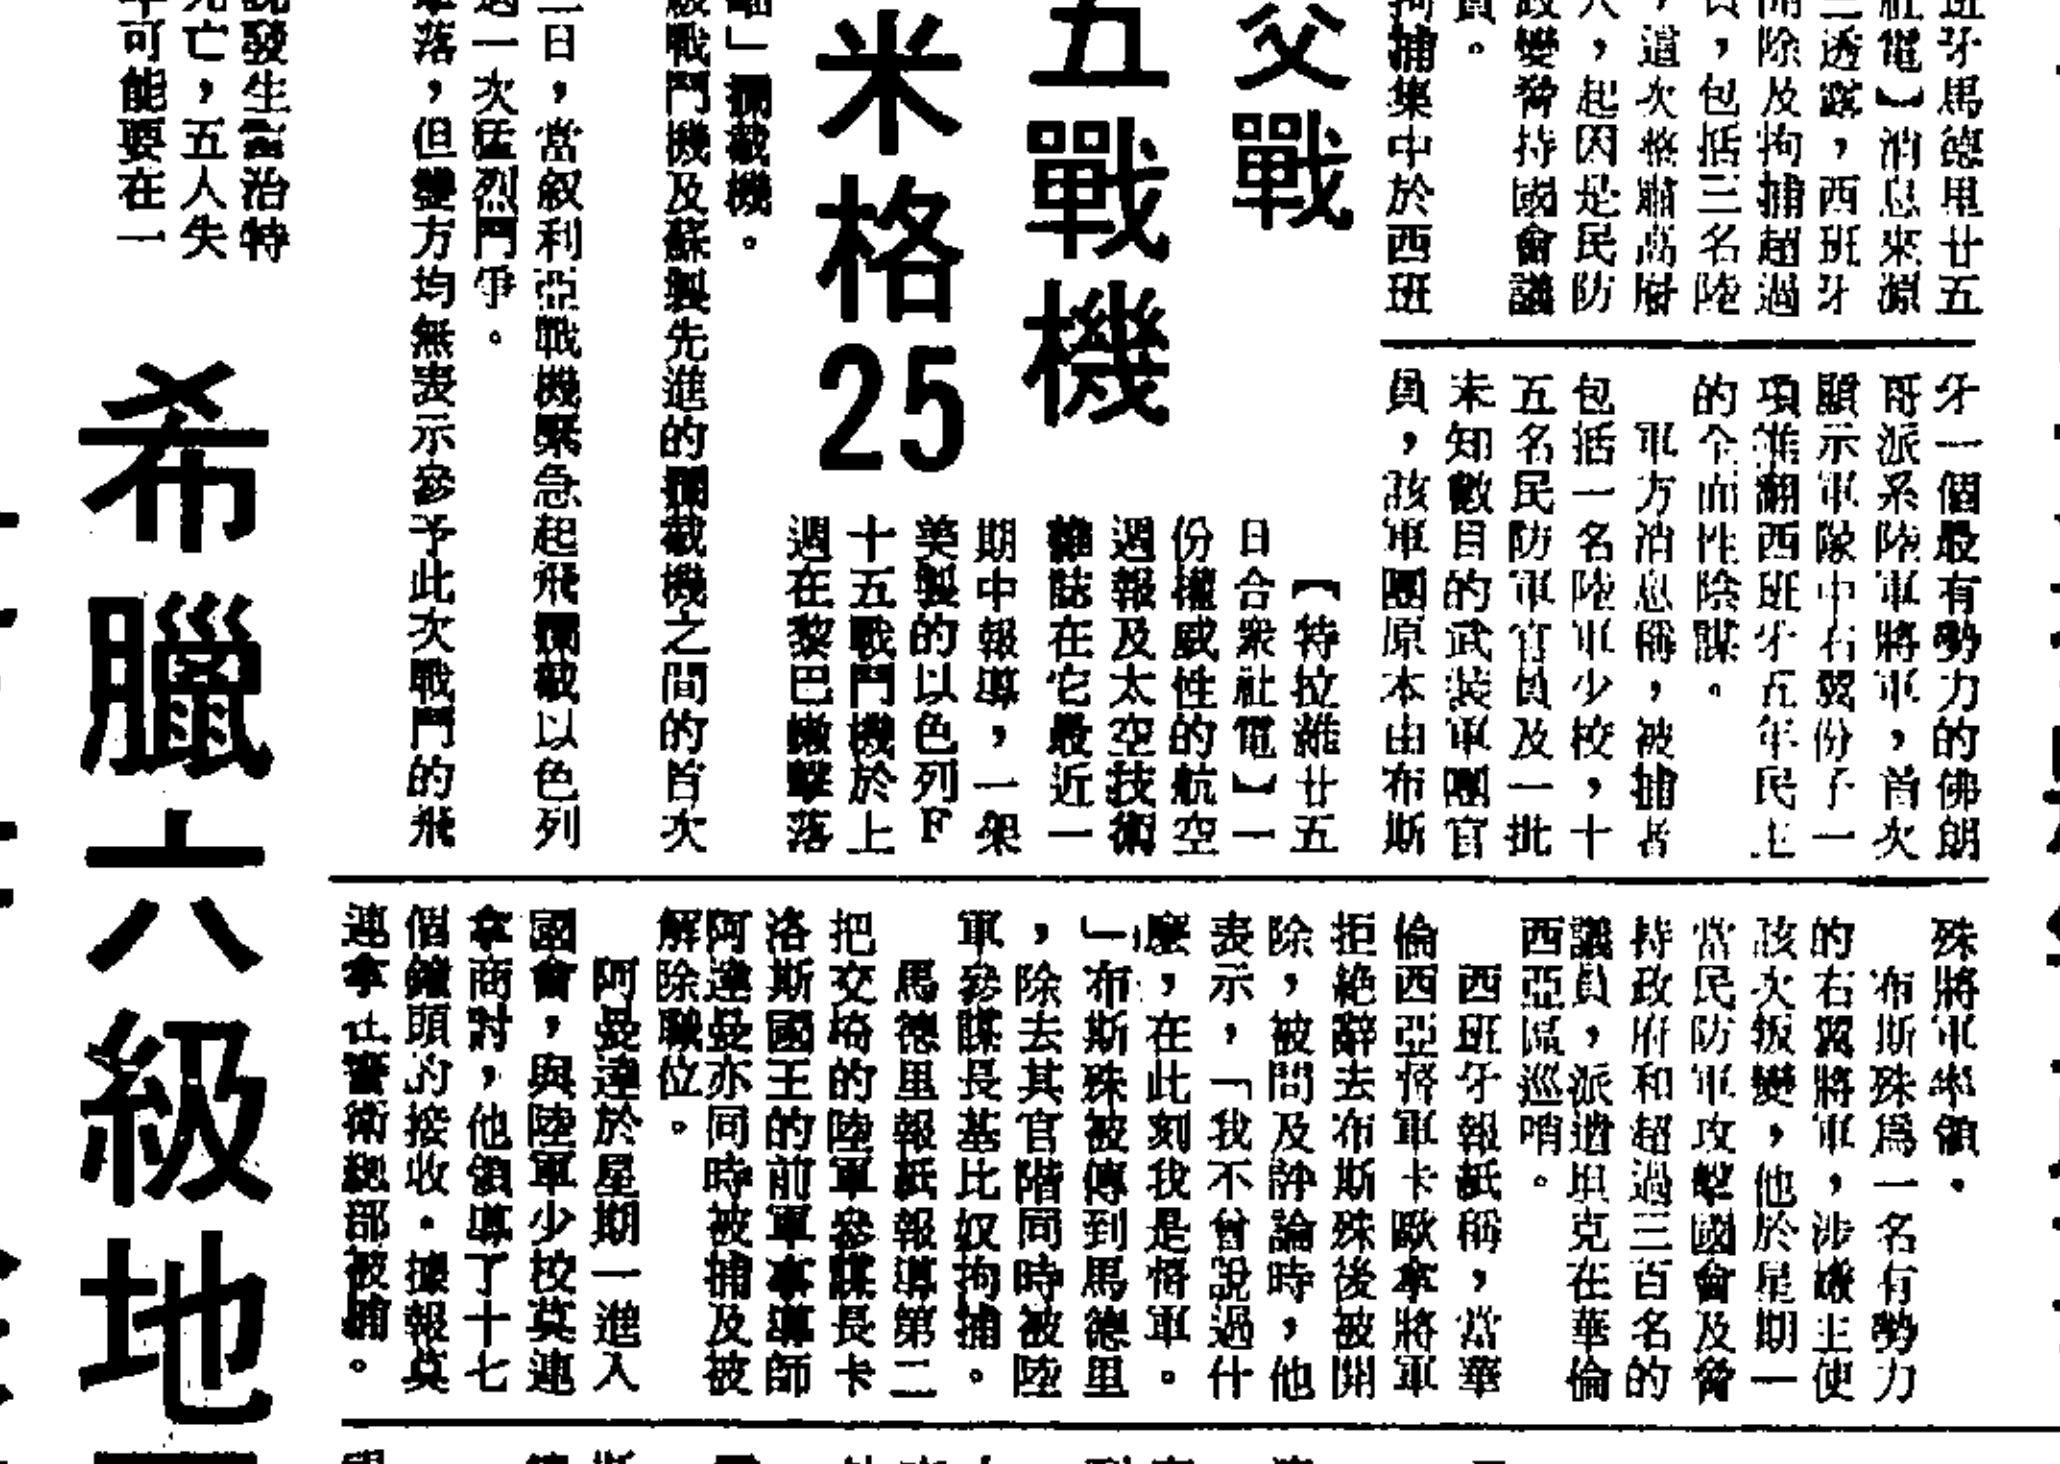 班牙馬德里廿五
社電】消息來源
三透露，西班牙
開除及拘捕超過
，包括三名陸
，這次整肅高層
人，起因是民防
政變脅持國會議
員。
拘捕集中於西班
牙一個最有勢力的佛朗
哥派系陸軍將軍，首次
顯示軍隊中右翼份子一
項推翻西班牙五年民主
的全面性陰謀。
軍方消息稱，被捕者
包括一名陸軍少校，十
五名民防軍官員及一批
未知數目的武裝軍團官
員，該軍團原本由布斯
殊將軍率領．
布斯殊爲一名有勢力
的右翼將軍，涉嫌主使
該次叛變，他於星期一
當民防軍攻擊國會及脅
持政府和超過三百名的
議員，派遒坦克在華倫
西亞區巡哨。
西班牙報紙稱，當華
倫西亞督軍卡歐拿將軍
拒絕辭去布斯殊後被開
除，被問及評論時，他
表示，「我不曾說過什
麼，在此刻我是督軍。
」布斯殊被傳到馬德里
，除去其官階同時被陸
軍參謀長基比奴拘捕。
馬德里報紙報導第二
把交椅的陸軍參謀長卡
洛斯國王的前軍事導師
阿達曼亦同時被捕及被
解除職位。
阿曼達於星期一進入
國會，與陸軍少校莫連
拿商討，他領導了十七
個鐘頭的接收．據報莫
連拿在警衛總部被捕。
交戰
五戰機
米格25
【特拉維廿五
日合衆社電】一
份權威性的航空
週報及太空技術
雜誌在它最近一
期中報導，一架
美製的以色列F
十五戰鬥機於上
週在黎巴嫩擊落
」攔截機。
級戰鬥機及蘇製先進的攔截機之間的首次
日，當叙利亞戰機緊急起飛攔截以色列
過一次猛烈鬥爭。
落，但雙方均無表示參予此次戰鬥的飛
希臘六級地
發生 治特
死亡，五人失
可能要在一